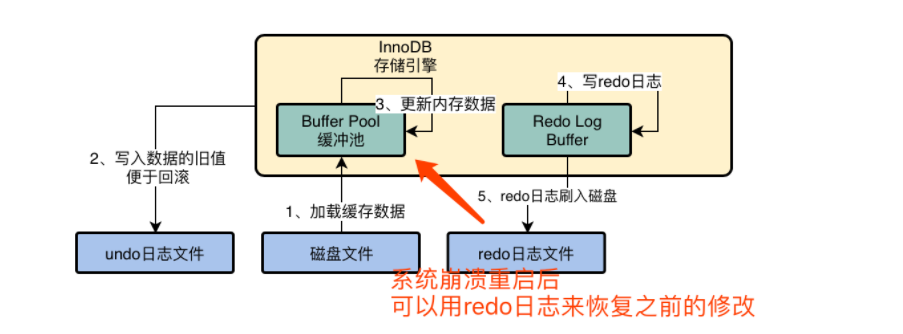 InnoDB
存储引擎
4、写redo日志
3、更新内存数据
Buffer Pool
缓冲池
Redo Log
Buffer
2、写入数据的旧值
便于回滚
5、redo日志刷入磁盘
1、加载缓存数据
undo日志文件
磁盘文件
redo日志文件
系统崩溃重启后
可以用redo日志来恢复之前的修改